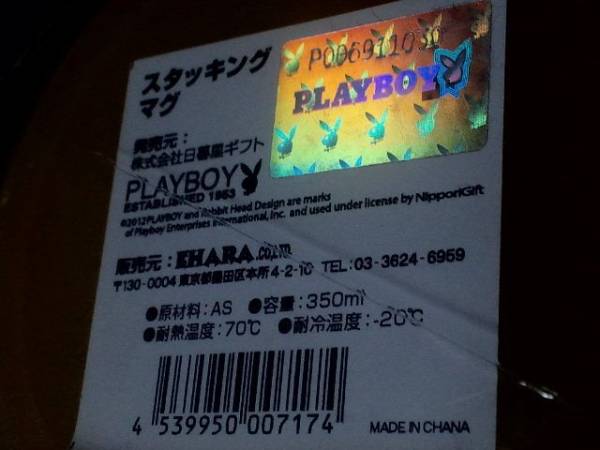 スタッキング
マグ
P006911030
PLAYBOY
発売元：
株式会社日暮里ギフト
PLAYBOY
ESTABLISHED 1953
©2012 PLAYBOY and Rabbit Head Design are marks
of Playboy Enterprises International, Inc. and used under license by NipporiGift
販売元：EHARA CO.,LTD.
〒130-0004 東京都墨田区本所4-2-10 TEL:03-3624-6959
●原材料：AS ●容量：350ml
●耐熱温度：70℃ ●耐冷温度：-20℃
4 539950 007174
MADE IN CHANA